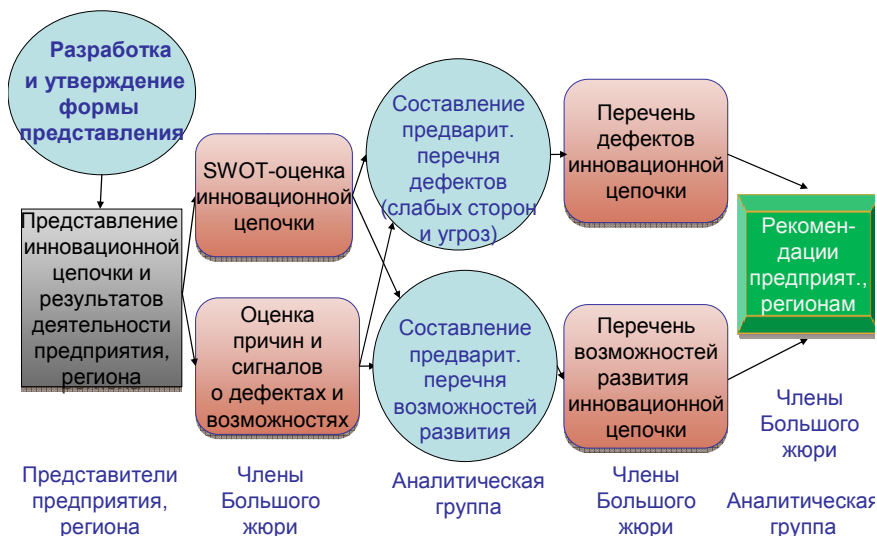 Разработка
и утверждение
формы
представления
Представление
инновационной
цепочки и
результатов
деятельности
предприятия,
региона
SWOT-оценка
инновационной
цепочки
Оценка
причин и
сигналов
о дефектах и
возможностях
Составление
предварит.
перечня
дефектов
(слабых сторон
и угроз)
Составление
предварит.
перечня
возможностей
развития
Перечень
дефектов
инновационной
цепочки
Перечень
возможностей
развития
инновационной
цепочки
Рекомен-
дации
предприят.,
регионам
Представители
предприятия,
региона
Члены
Большого
жюри
Аналитическая
группа
Члены
Большого
жюри
Члены
Большого
жюри
Аналитическая
группа